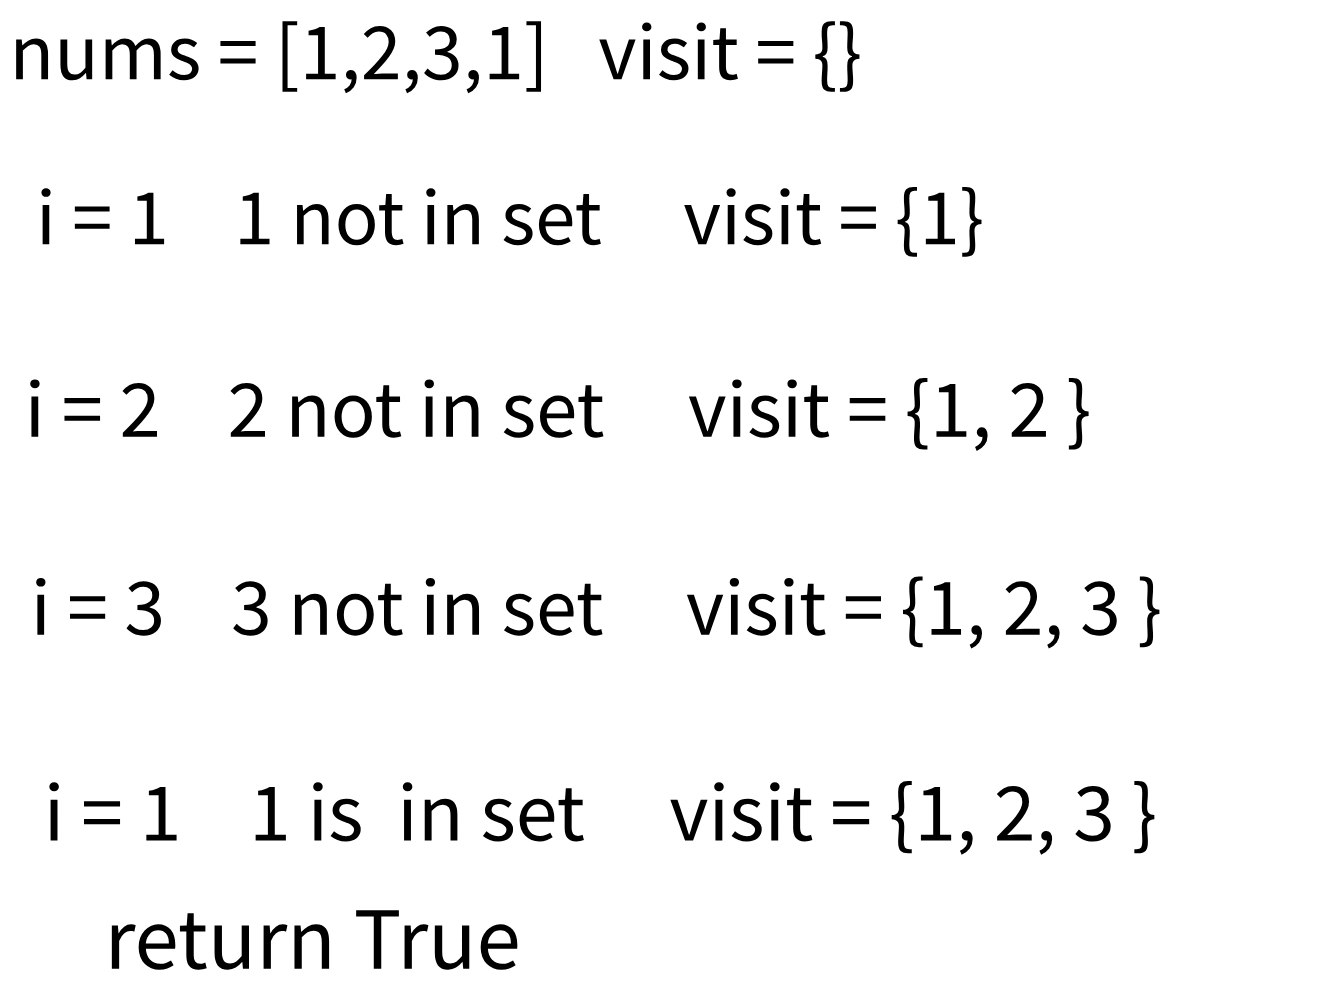 nums = [1,2,3,1] visit = {}
i = 1 1 not in set visit = {1}
i = 2 2 not in set visit = {1, 2 }
i = 3 3 not in set visit = {1, 2, 3 }
i = 1 1 is in set visit = {1, 2, 3 }
return True